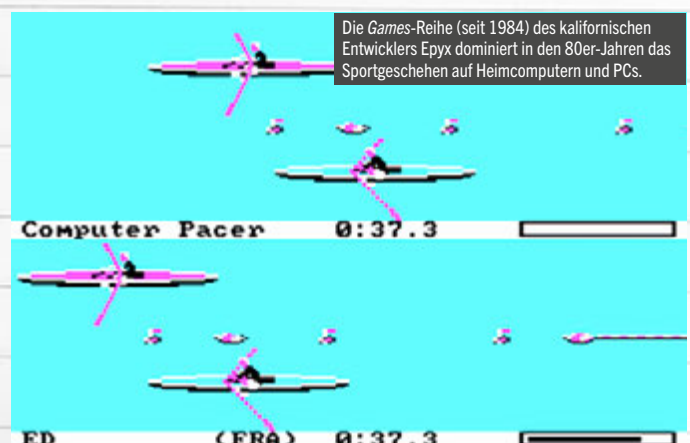 Die Games-Reihe (seit 1984) des kalifornischen
Entwicklers Epyx dominiert in den 80er-Jahren das
Sportgeschehen auf Heimcomputern und PCs.
Computer Pacer 0:37.3
ED (FRA) 0:37.3